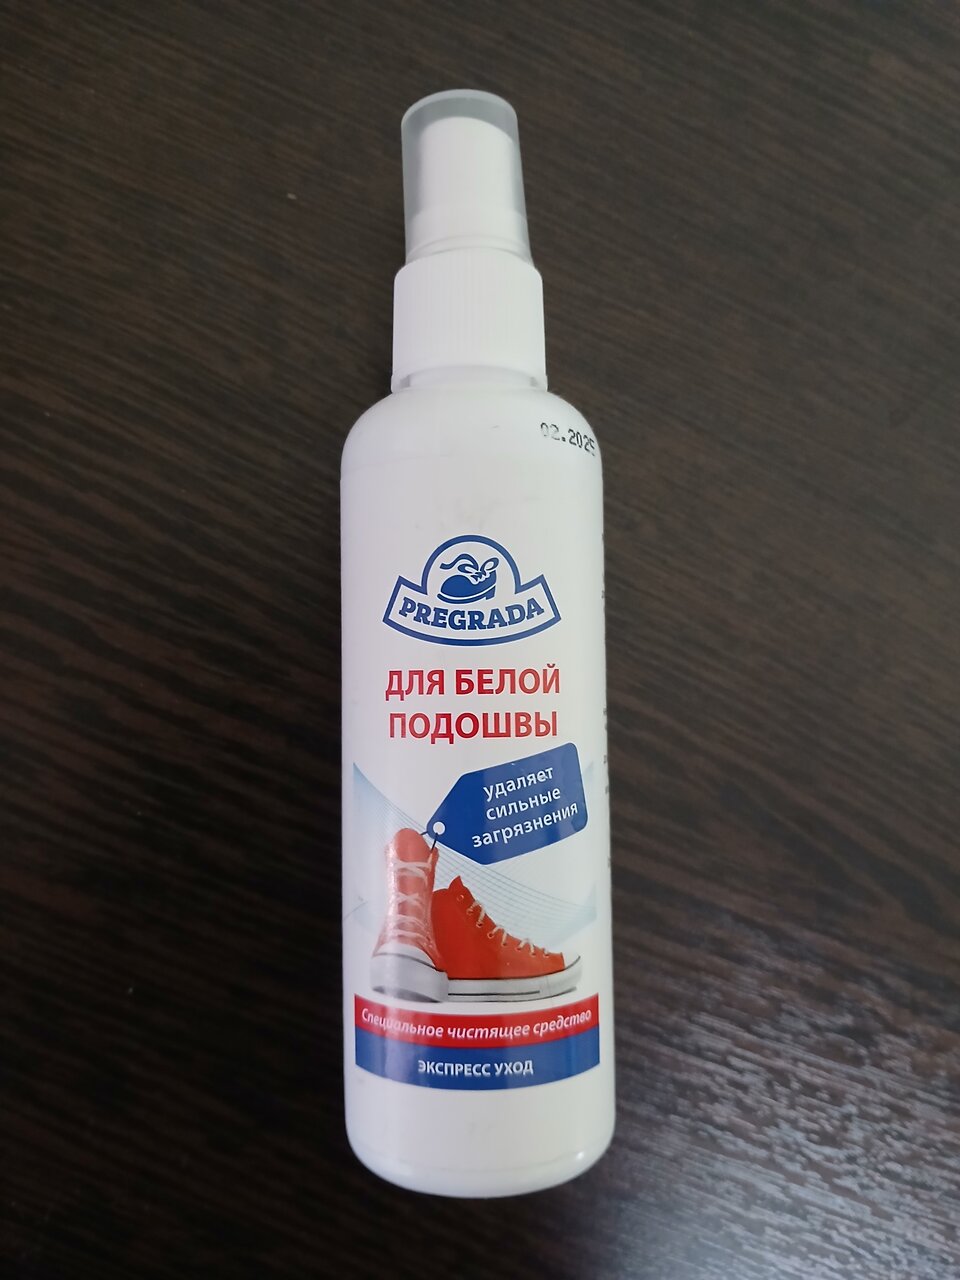 02.2025
PREGRADA
ДЛЯ БЕЛОЙ
ПОДОШВЫ
удаляет
сильные
загрязнения
Специальное чистящее средство
ЭКСПРЕСС УХОД